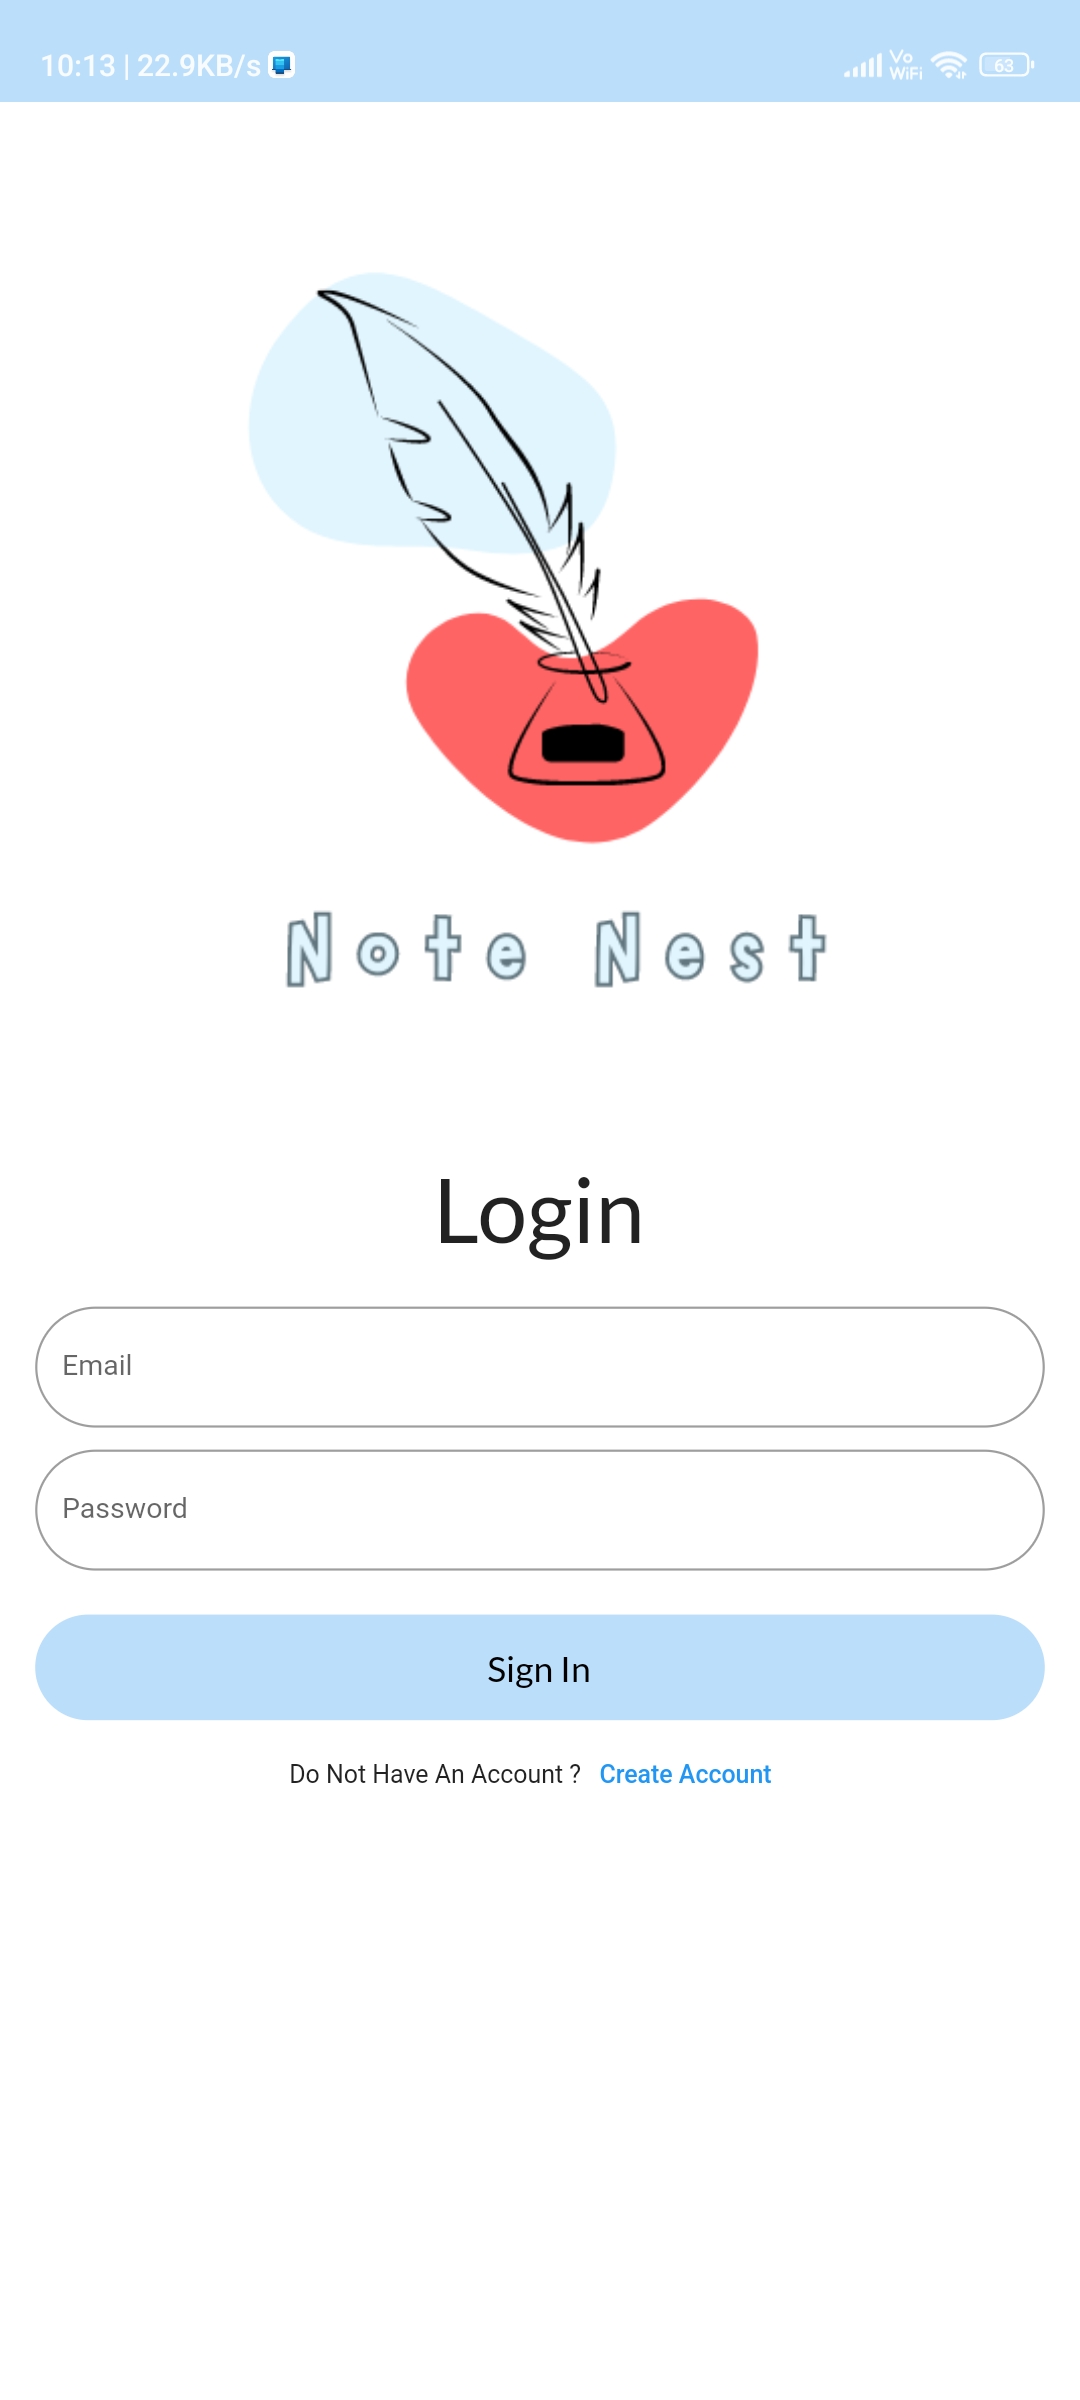 10:13 | 22.9KB/s
Vo
WiFi
63
Note Nest
Login
Email
Password
Sign In
Do Not Have An Account ? Create Account